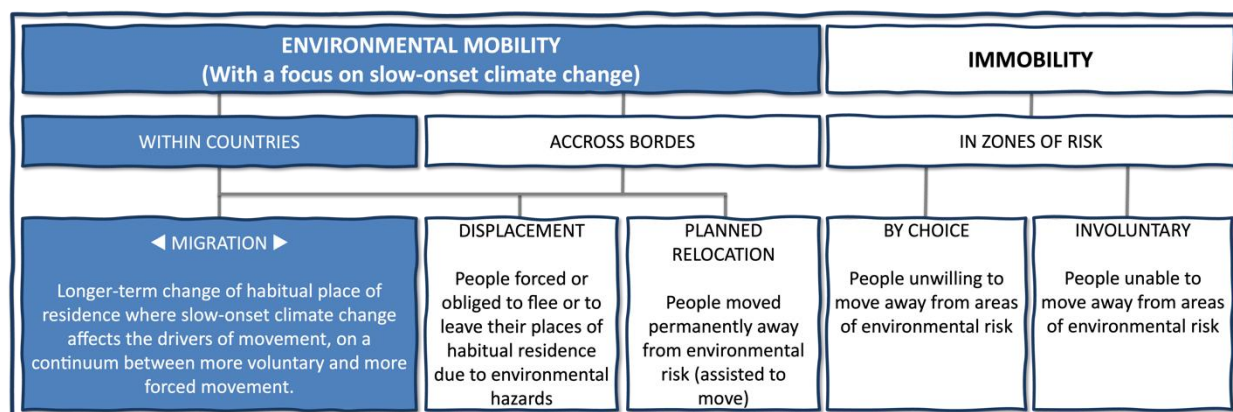 ENVIRONMENTAL MOBILITY
(With a focus on slow-onset climate change)
IMMOBILITY
WITHIN COUNTRIES
ACCROSS BORDES
IN ZONES OF RISK
◄ MIGRATION ►
Longer-term change of habitual place of
residence where slow-onset climate change
affects the drivers of movement, on a
continuum between more voluntary and more
forced movement.
DISPLACEMENT
People forced or
obliged to flee or to
leave their places of
habitual residence
due to environmental
hazards
PLANNED
RELOCATION
People moved
permanently away
from environmental
risk (assisted to
move)
BY CHOICE
People unwilling to
move away from areas
of environmental risk
INVOLUNTARY
People unable to
move away from areas
of environmental risk